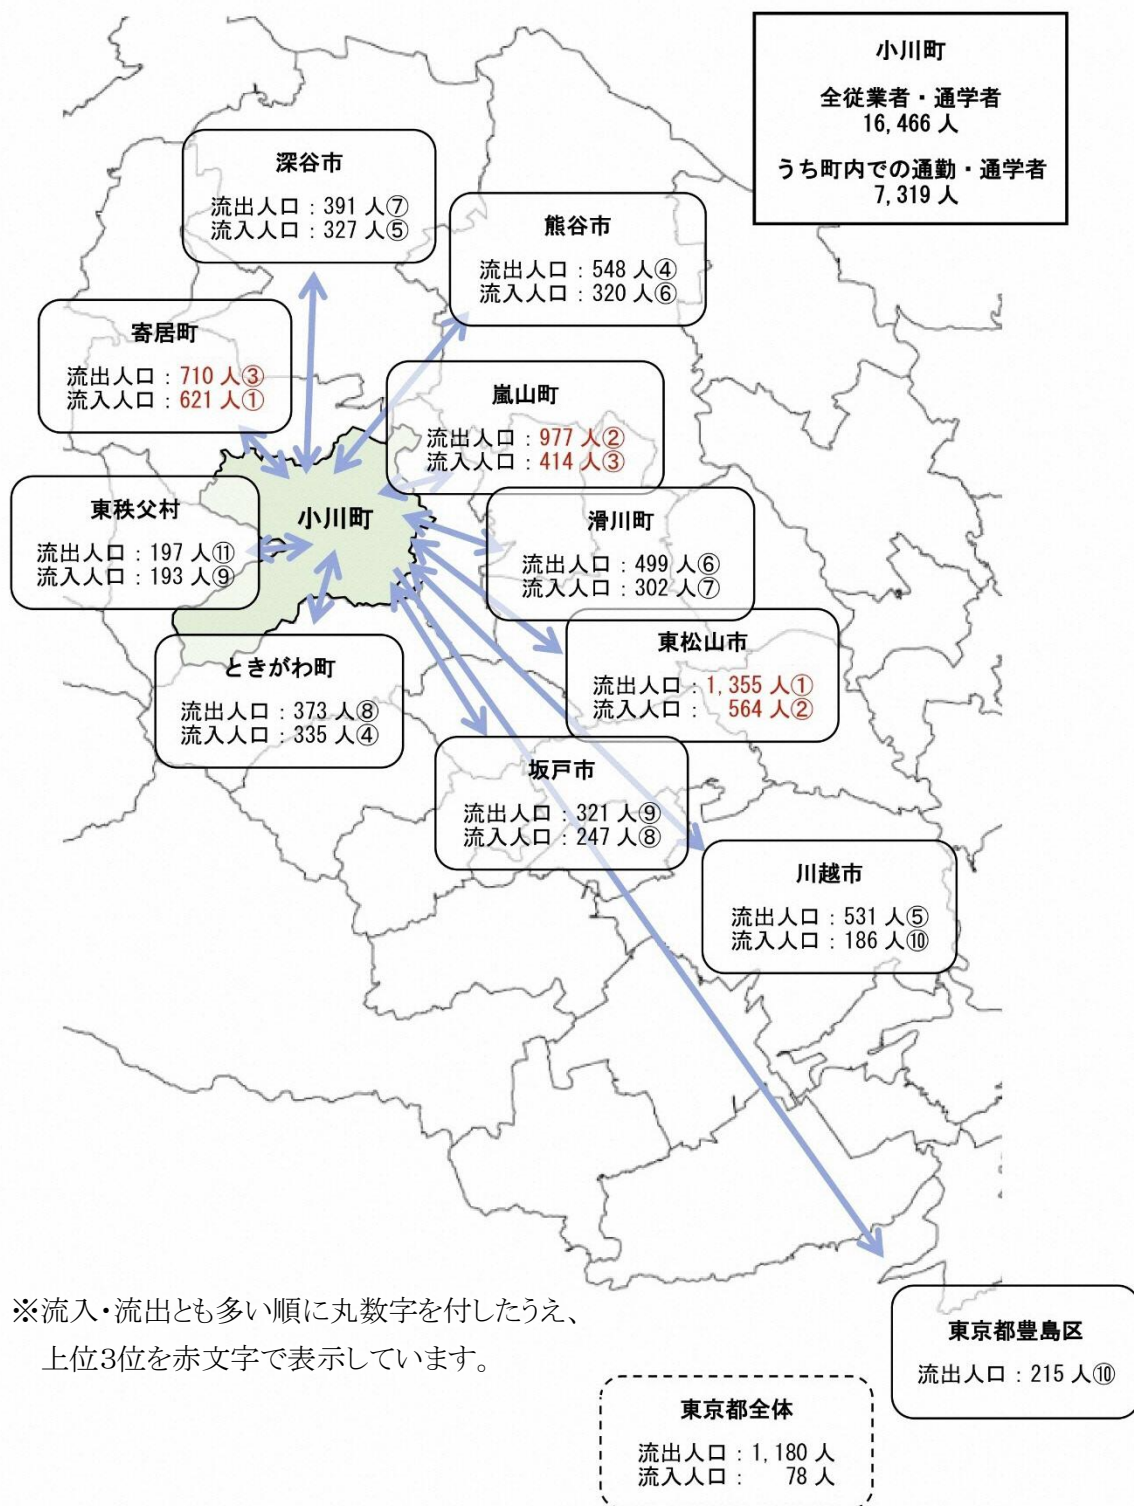 小川町
全従業者・通学者
16,466 人
うち町内での通勤・通学者
7,319 人
深谷市
流出人口：391 人⑦
流入人口：327 人⑤
熊谷市
流出人口：548 人④
流入人口：320 人⑥
寄居町
流出人口：710 人③
流入人口：621 人①
嵐山町
流出人口：977 人②
流入人口：414 人③
東秩父村
流出人口：197 人⑪
流入人口：193 人⑨
小川町
滑川町
流出人口：499 人⑥
流入人口：302 人⑦
ときがわ町
流出人口：373 人⑧
流入人口：335 人④
東松山市
流出人口：1,355 人①
流入人口： 564 人②
坂戸市
流出人口：321 人⑨
流入人口：247 人⑧
川越市
流出人口：531 人⑤
流入人口：186 人⑩
※流入・流出とも多い順に丸数字を付したうえ、
上位3位を赤文字で表示しています。
東京都豊島区
流出人口：215 人⑩
東京都全体
流出人口：1,180 人
流入人口： 78 人